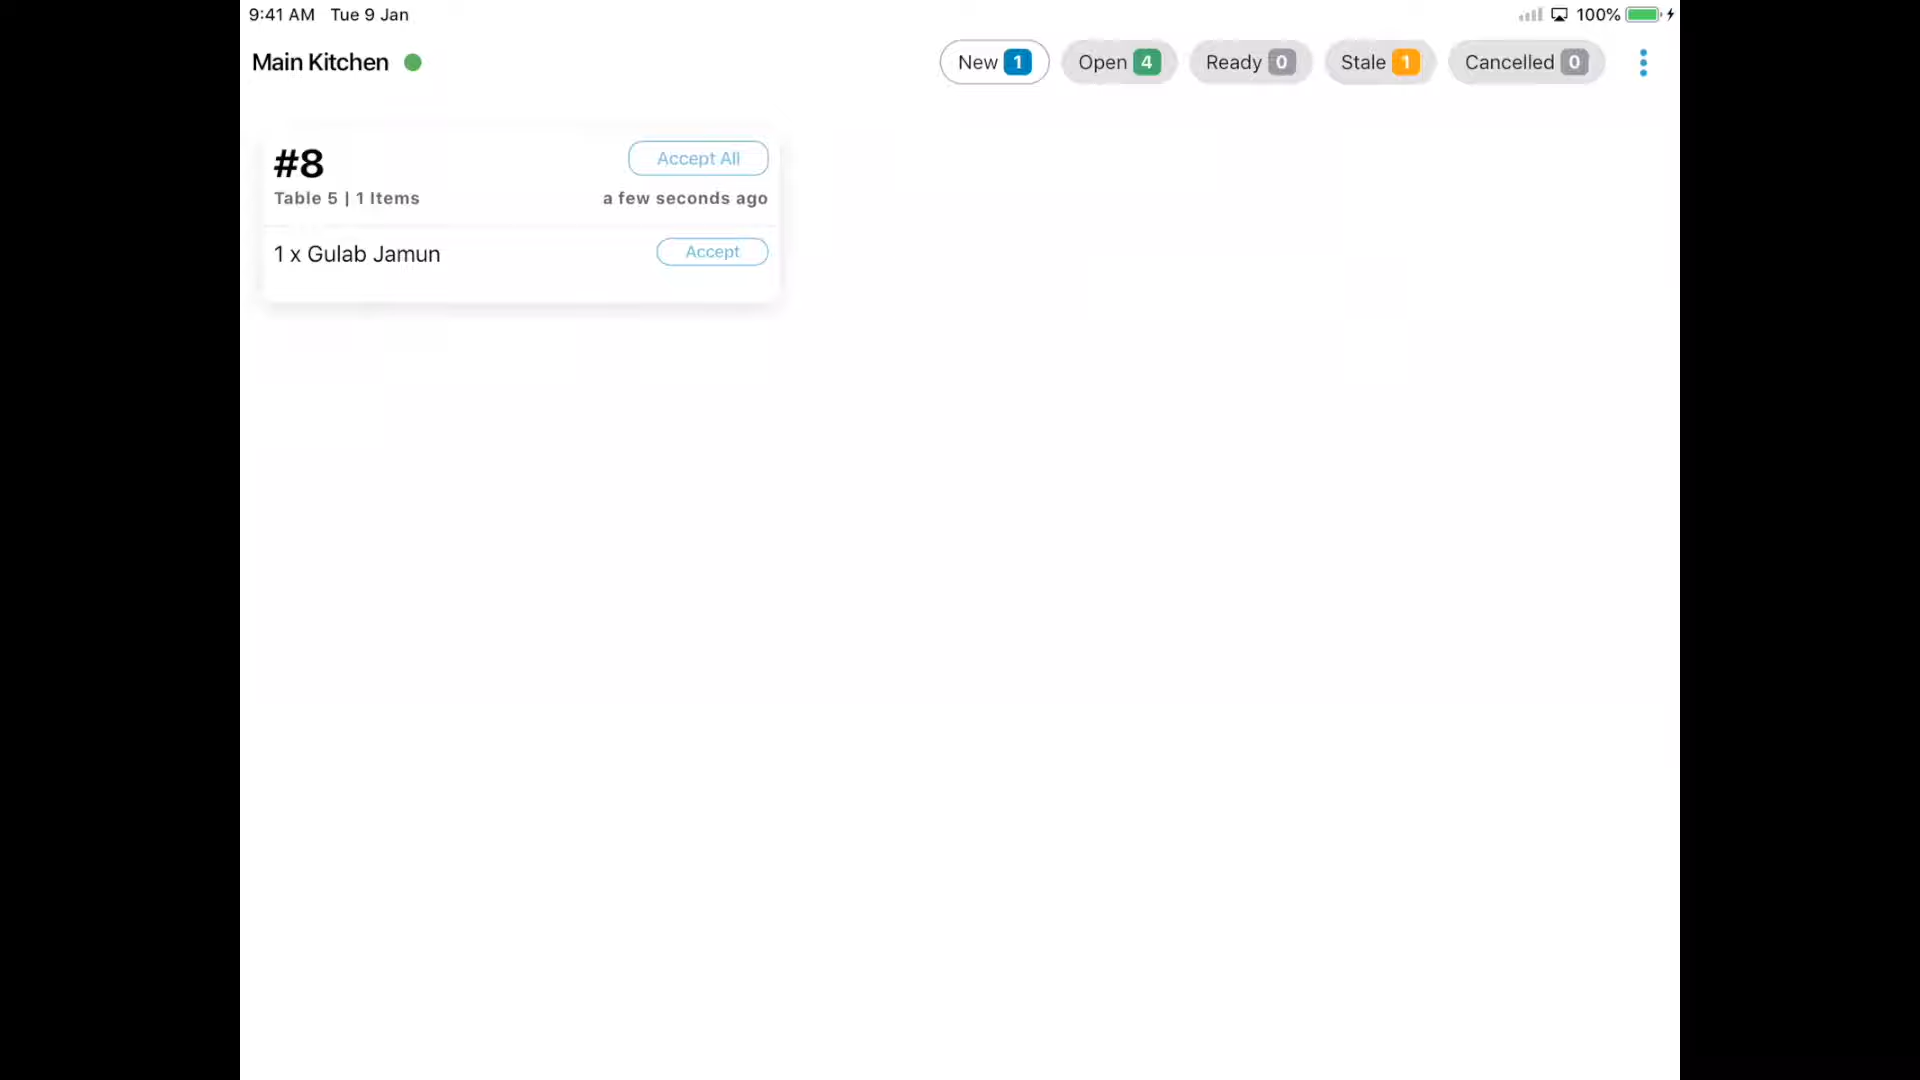 9:41 AM Tue 9 Jan 100%
Main Kitchen New 1 Open 4 Ready 0 Stale 1 Cancelled 0
#8 Accept All
Table 5 | 1 Items a few seconds ago
1 x Gulab Jamun Accept